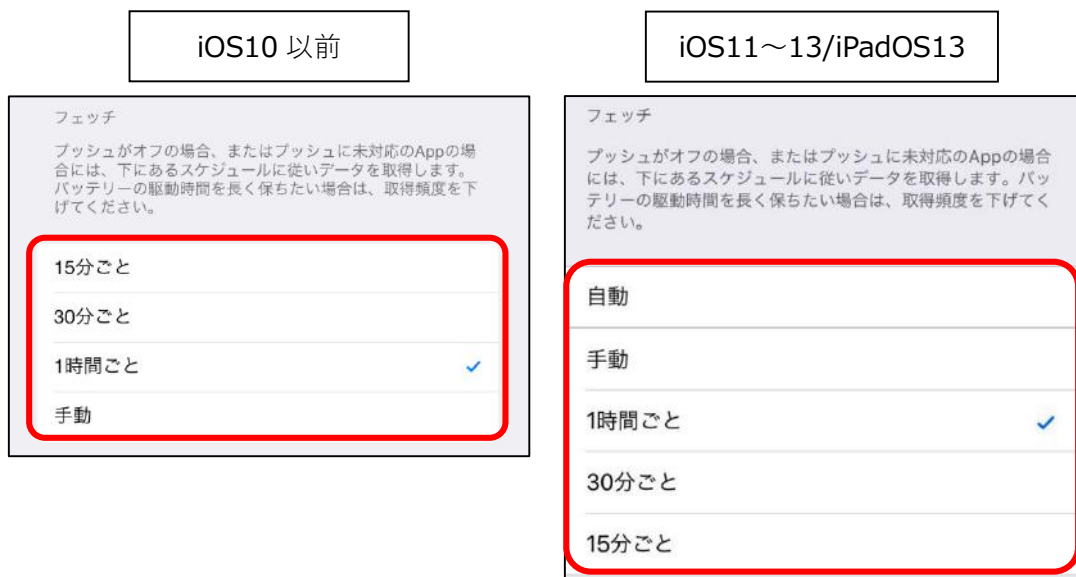 iOS10 以前
フェッチ
プッシュがオフの場合、またはプッシュに未対応のAppの場
合には、下にあるスケジュールに従いデータを取得します。
バッテリーの駆動時間を長く保ちたい場合は、取得頻度を下
げてください。
15分ごと
30分ごと
1時間ごと
手動
iOS11～13/iPadOS13
フェッチ
プッシュがオフの場合、またはプッシュに未対応のAppの場合
には、下にあるスケジュールに従いデータを取得します。バッ
テリーの駆動時間を長く保ちたい場合は、取得頻度を下げてく
ださい。
自動
手動
1時間ごと
30分ごと
15分ごと